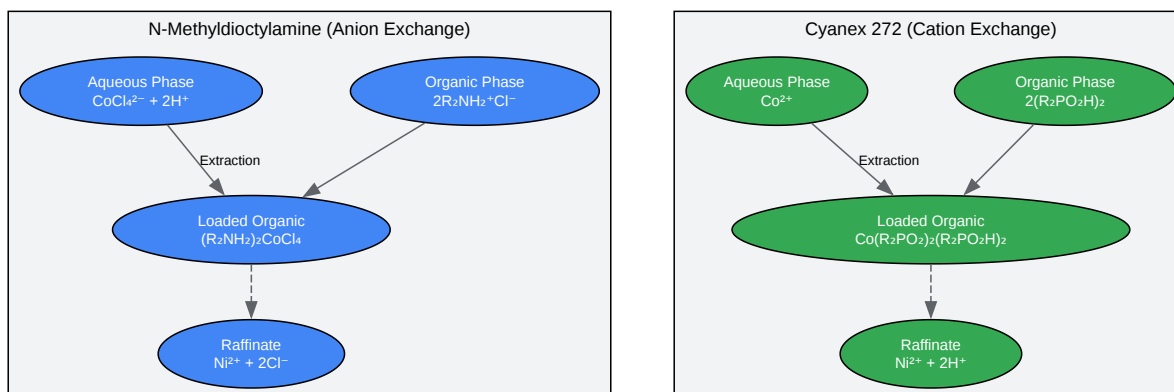 N-Methyldioctylamine (Anion Exchange)
Aqueous Phase
CoCl₄²⁻ + 2H⁺
Organic Phase
2R₂NH₂⁺Cl⁻
Extraction
Loaded Organic
(R₂NH₂)₂CoCl₄
Raffinate
Ni²⁺ + 2Cl⁻
Cyanex 272 (Cation Exchange)
Aqueous Phase
Co²⁺
Organic Phase
2(R₂PO₂H)₂
Extraction
Loaded Organic
Co(R₂PO₂)₂(R₂PO₂H)₂
Raffinate
Ni²⁺ + 2H⁺